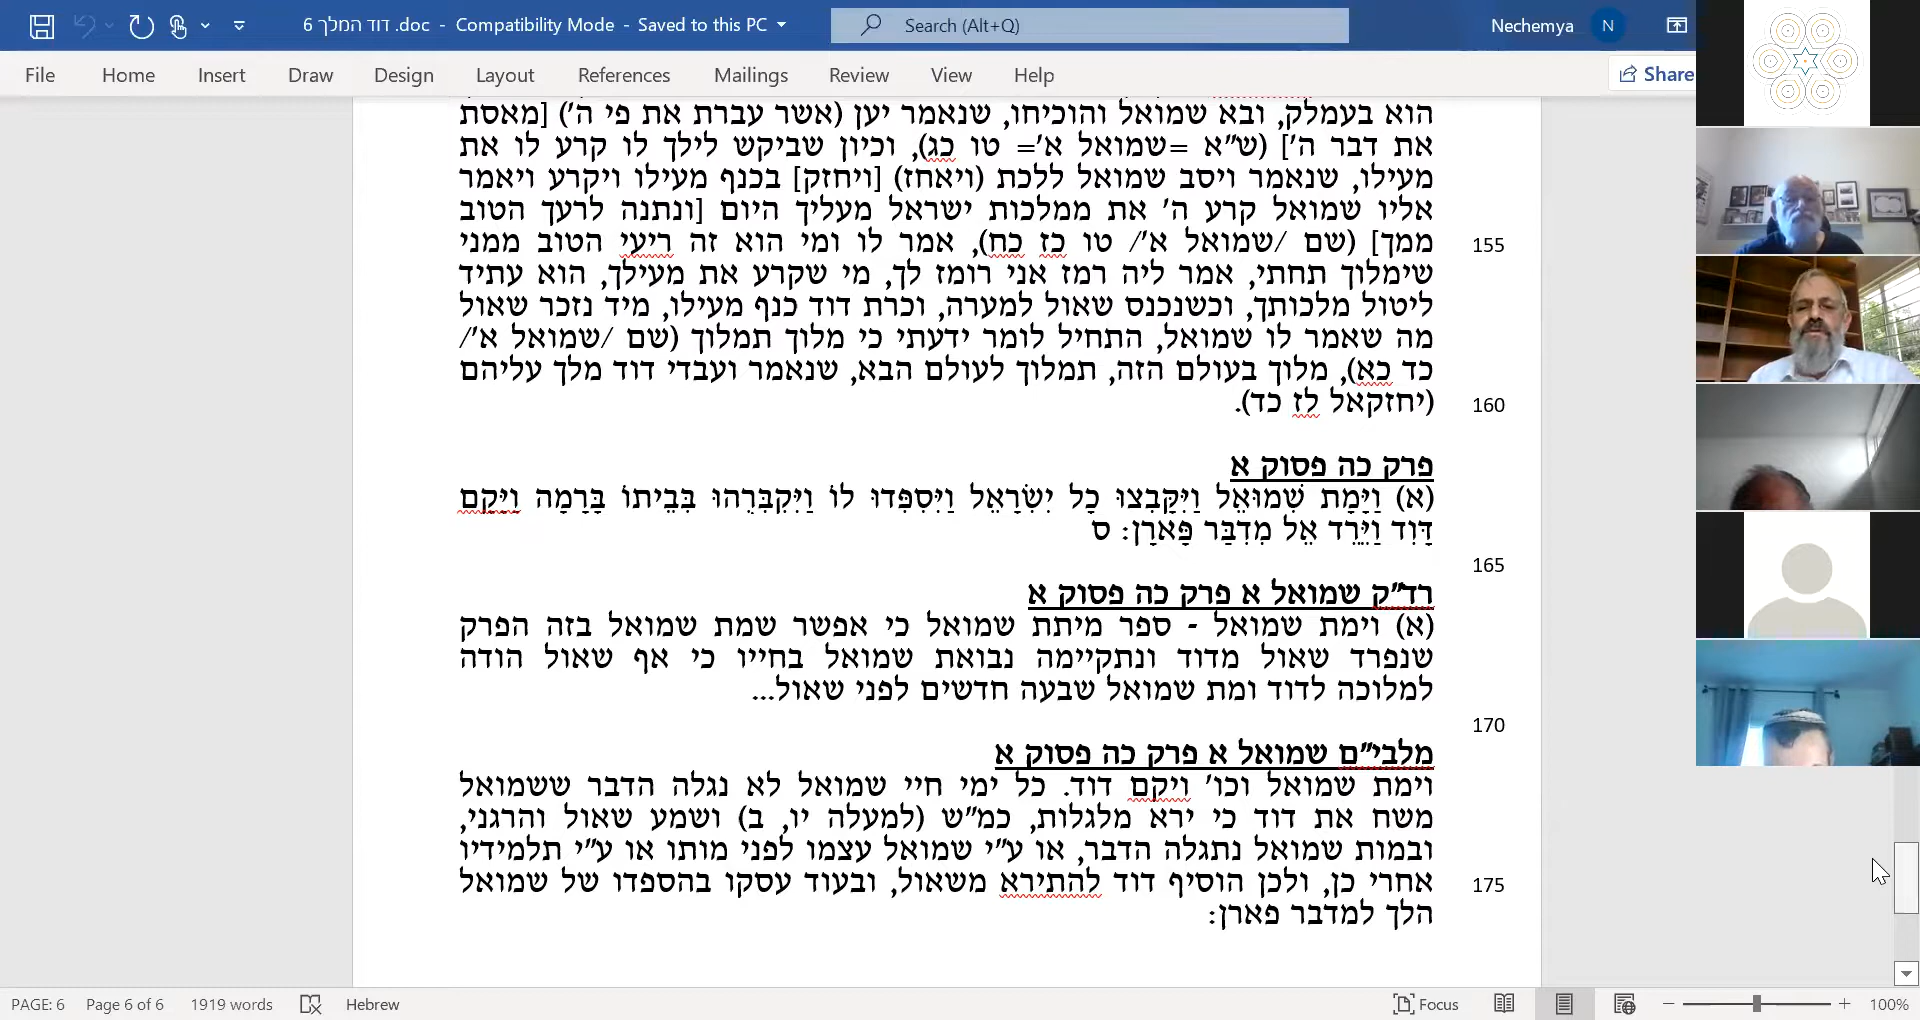 דוד המלך 6 .doc - Compatibility Mode - Saved to this PC
Search (Alt+Q)
Nechemya N
File Home Insert Draw Design Layout References Mailings Review View Help Share
הוא בעמלק, ובא שמואל והוכיחו, שנאמר יען (אשר עברת את פי ה') [מאסת
את דבר ה'] (ש"א =שמואל א'= טו כג), וכיון שביקש לילך לו קרע לו את
מעילו, שנאמר ויסב שמואל ללכת (ויאחז) [ויחזק] בכנף מעילו ויקרע ויאמר
אליו שמואל קרע ה' את ממלכות ישראל מעליך היום [ונתנה לרעך הטוב
ממך] (שם /שמואל א'/ טו כז כח), אמר לו ומי הוא זה ריעי הטוב ממני
155
שימלוך תחתי, אמר ליה רמז אני רומז לך, מי שקרע את מעילך, הוא עתיד
ליטול מלכותך, וכשנכנס שאול למערה, וכרת דוד כנף מעילו, מיד נזכר שאול
מה שאמר לו שמואל, התחיל לומר ידעתי כי מלוך תמלוך (שם /שמואל א'/
כד כא), מלוך בעולם הזה, תמלוך לעולם הבא, שנאמר ועבדי דוד מלך עליהם
(יחזקאל לז כד).
160
פרק כה פסוק א
(א) וַיָּמָת שְׁמוּאֵל וַיִּקָּבְצוּ כָל יִשְׂרָאֵל וַיִּסְפְּדוּ לוֹ וַיִּקְבְּרֻהוּ בְּבֵיתוֹ בָּרָמָה וַיָּקָם
דָּוִד וַיֵּרֶד אֶל מִדְבַּר פָּארָן: ס
165
רד"ק שמואל א פרק כה פסוק א
(א) וימת שמואל - ספר מיתת שמואל כי אפשר שמת שמואל בזה הפרק
שנפרד שאול מדוד ונתקיימה נבואת שמואל בחייו כי אף שאול הודה
למלוכה לדוד ומת שמואל שבעה חדשים לפני שאול...
170
מלבי"ם שמואל א פרק כה פסוק א
וימת שמואל וכו' ויקם דוד. כל ימי חיי שמואל לא נגלה הדבר ששמואל
משח את דוד כי ירא מלגלות, כמ"ש (למעלה יו, ב) ושמע שאול והרגני,
ובמות שמואל נתגלה הדבר, או ע"י שמואל עצמו לפני מותו או ע"י תלמידיו
אחרי כן, ולכן הוסיף דוד להתירא משאול, ובעוד עסקו בהספדו של שמואל
175
הלך למדבר פארן:
PAGE: 6 Page 6 of 6 1919 words Hebrew Focus 100%